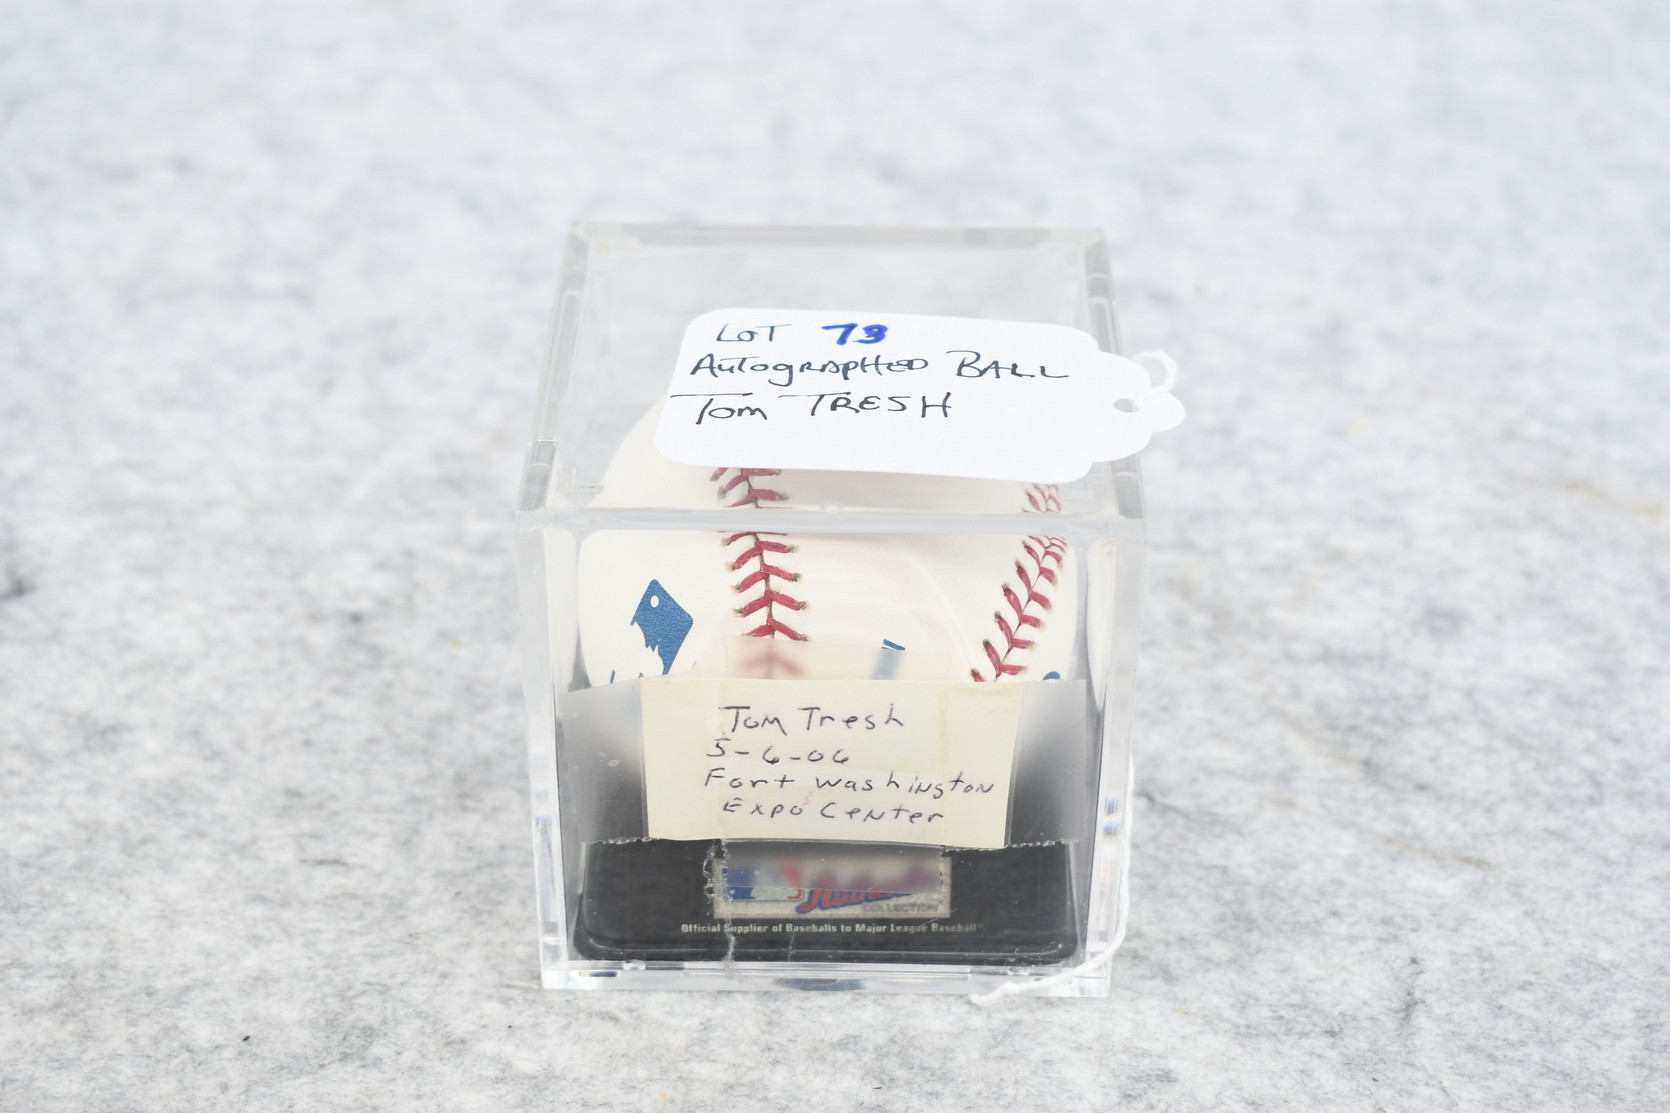 LOT 73
AUTOGRAPHED BALL
TOM TRESH
Tom Tresh
5-6-06
Fort Washington
Expo Center
COLLECTION
Official Supplier of Baseballs to Major League Baseball